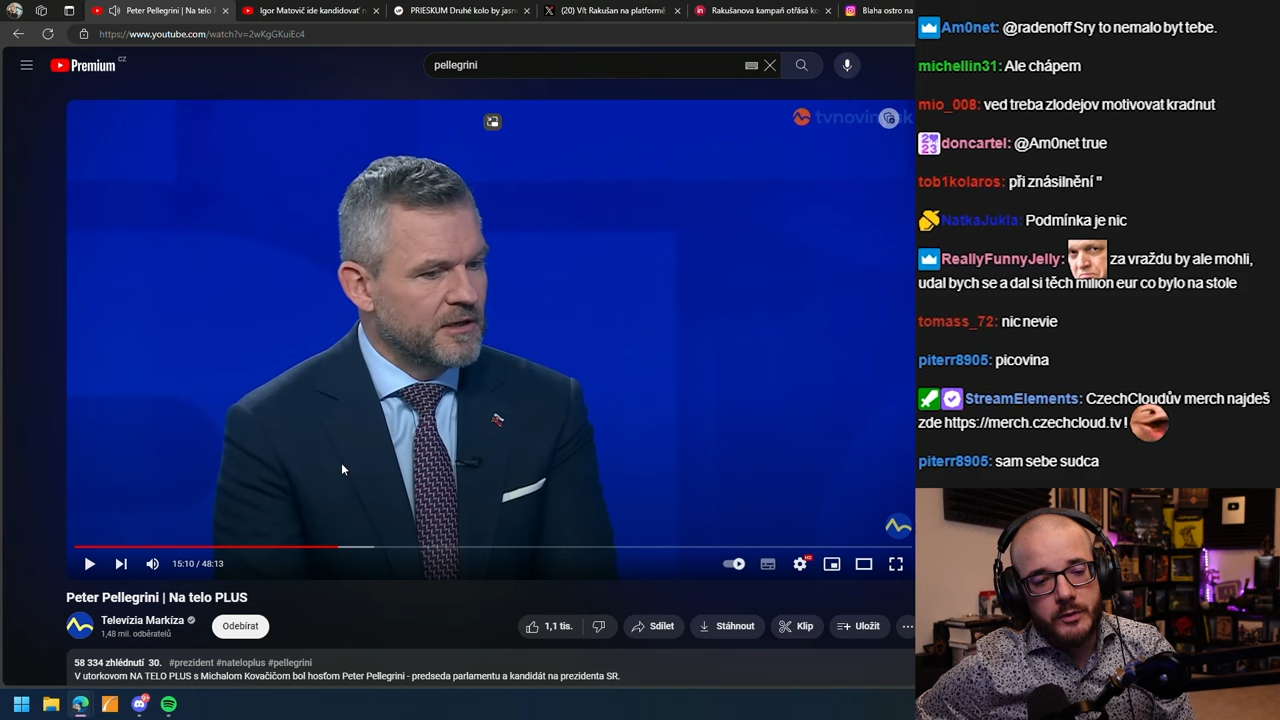 Peter Pellegrini | Na telo I
Igor Matovič ide kandidovať r
PRIESKUM Druhé kolo by jasn
(20) Vít Rakušan na platformě
Rakušanova kampaň otřásá ko
Blaha ostro na
https://www.youtube.com/watch?v=2wKgGKuiEc4
Premium CZ
pellegrini
tvnoviny.sk
15:10 / 48:13
Peter Pellegrini | Na telo PLUS
Televízia Markíza
1,48 mil. odběratelů
Odebírat
1,1 tis.
Sdílet
Stáhnout
Klip
Uložit
58 334 zhlédnutí 30. #prezident #nateloplus #pellegrini
V utorkovom NA TELO PLUS s Michalom Kovačičom bol hosťom Peter Pellegrini - predseda parlamentu a kandidát na prezidenta SR.
Am0net: @radenoff Sry to nemalo byt tebe.
michellin31: Ale chápem
mio_008: ved treba zlodejov motivovat kradnut
doncartel: @Am0net true
tob1kolaros: při znásilnění "
NatkaJukla: Podmínka je nic
ReallyFunnyJelly: za vraždu by ale mohli,
udal bych se a dal si těch milion eur co bylo na stole
tomass_72: nic nevie
piterr8905: picovina
StreamElements: CzechCloudův merch najdeš
zde https://merch.czechcloud.tv !
piterr8905: sam sebe sudca